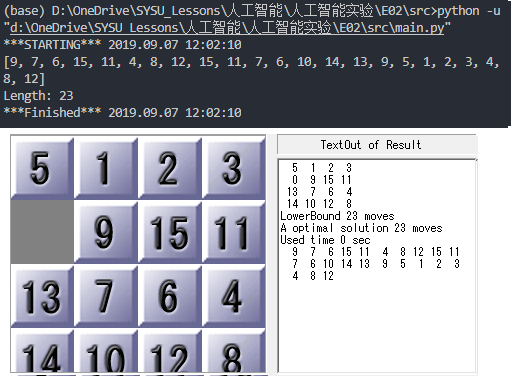 (base) D:\OneDrive\SYSU_Lessons\人工智能\人工智能实验\E02\src>python -u
"d:\OneDrive\SYSU_Lessons\人工智能\人工智能实验\E02\src\main.py"
***STARTING*** 2019.09.07 12:02:10
[9, 7, 6, 15, 11, 4, 8, 12, 15, 11, 7, 6, 10, 14, 13, 9, 5, 1, 2, 3, 4,
8, 12]
Length: 23
***Finished*** 2019.09.07 12:02:10
5 1 2 3
9 15 11
13 7 6 4
14 10 12 8
TextOut of Result
5 1 2 3
0 9 15 11
13 7 6 4
14 10 12 8
LowerBound 23 moves
A optimal solution 23 moves
Used time 0 sec
9 7 6 15 11 4 8 12 15 11
7 6 10 14 13 9 5 1 2 3
4 8 12